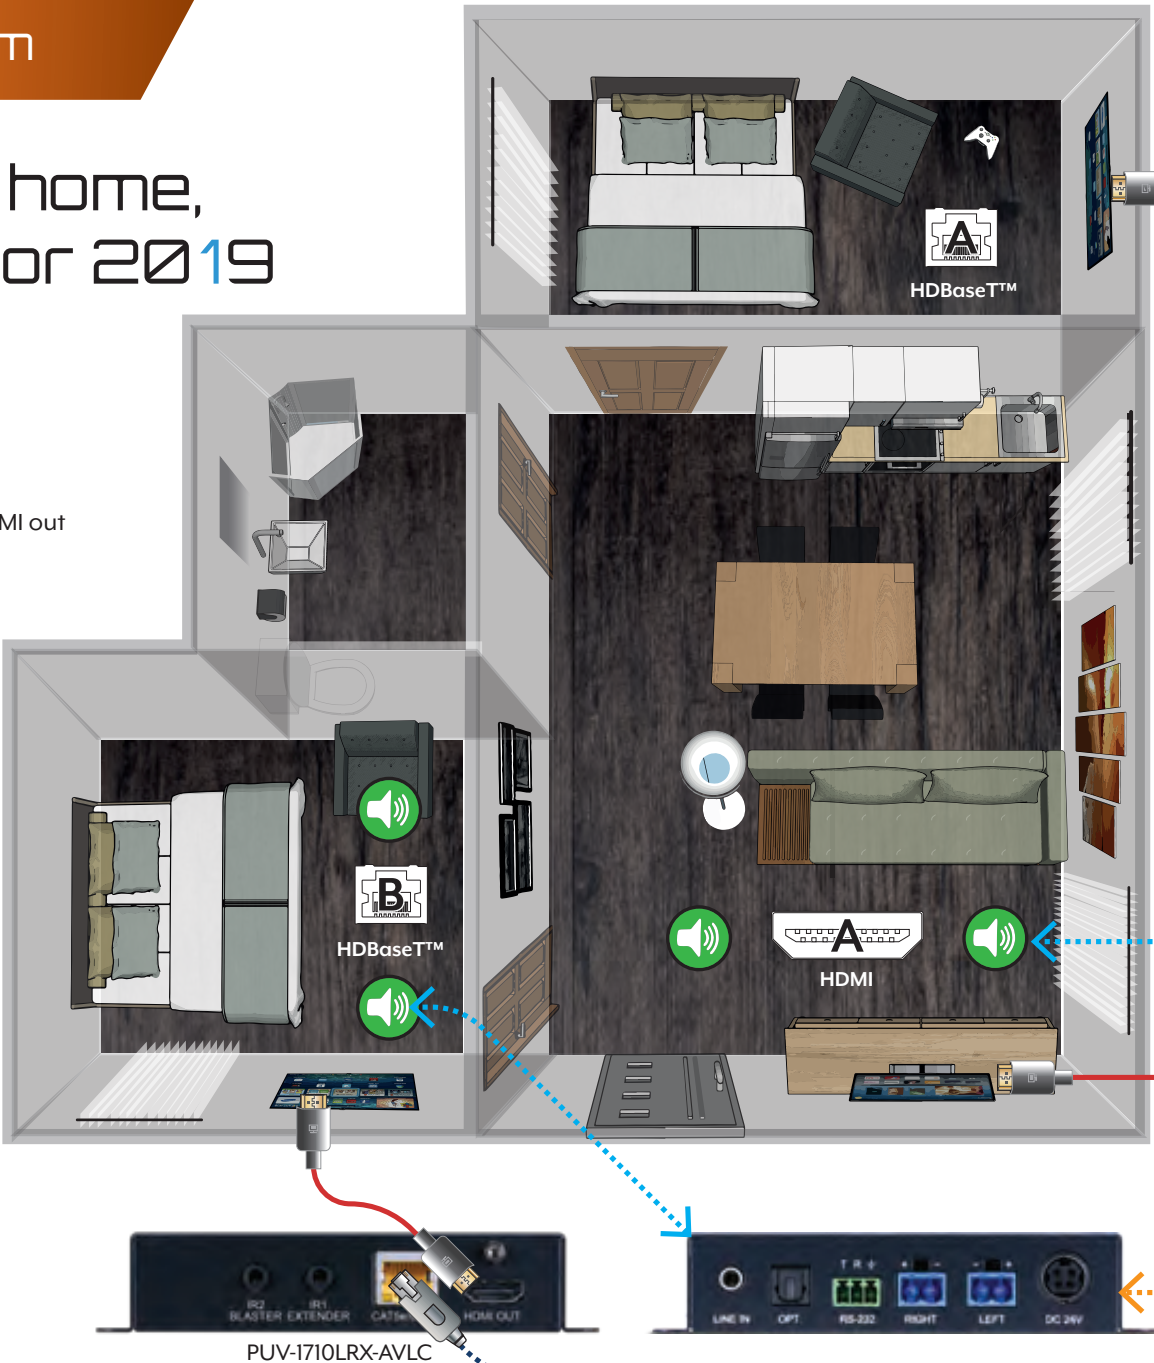 m
home,
or 2019
MI out
A
HDBaseT™
B
HDBaseT™
A
HDMI
IR2
BLASTER
IR1
EXTENDER
HDMI OUT
PUV-1710LRX-AVLC
LINE IN
OPT
T R
RS-232
+ -
RIGHT
- +
LEFT
DC 24V